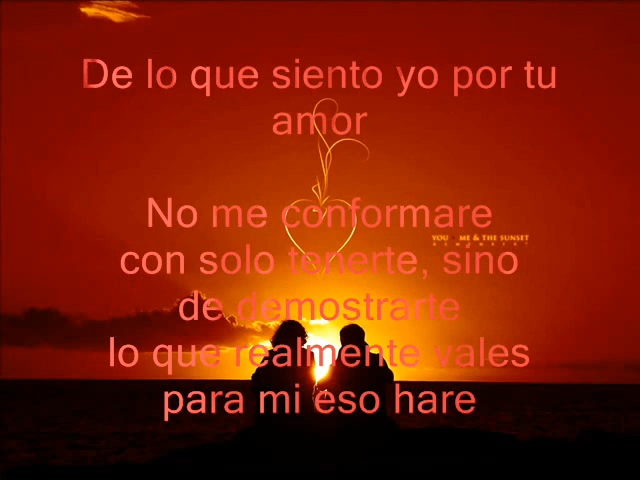 De lo que siento yo por tu
amor
No me conformare
YOU & ME & THE SUNSET
con solo tenerte, sino
de demostrarte
lo que realmente vales
para mi eso hare